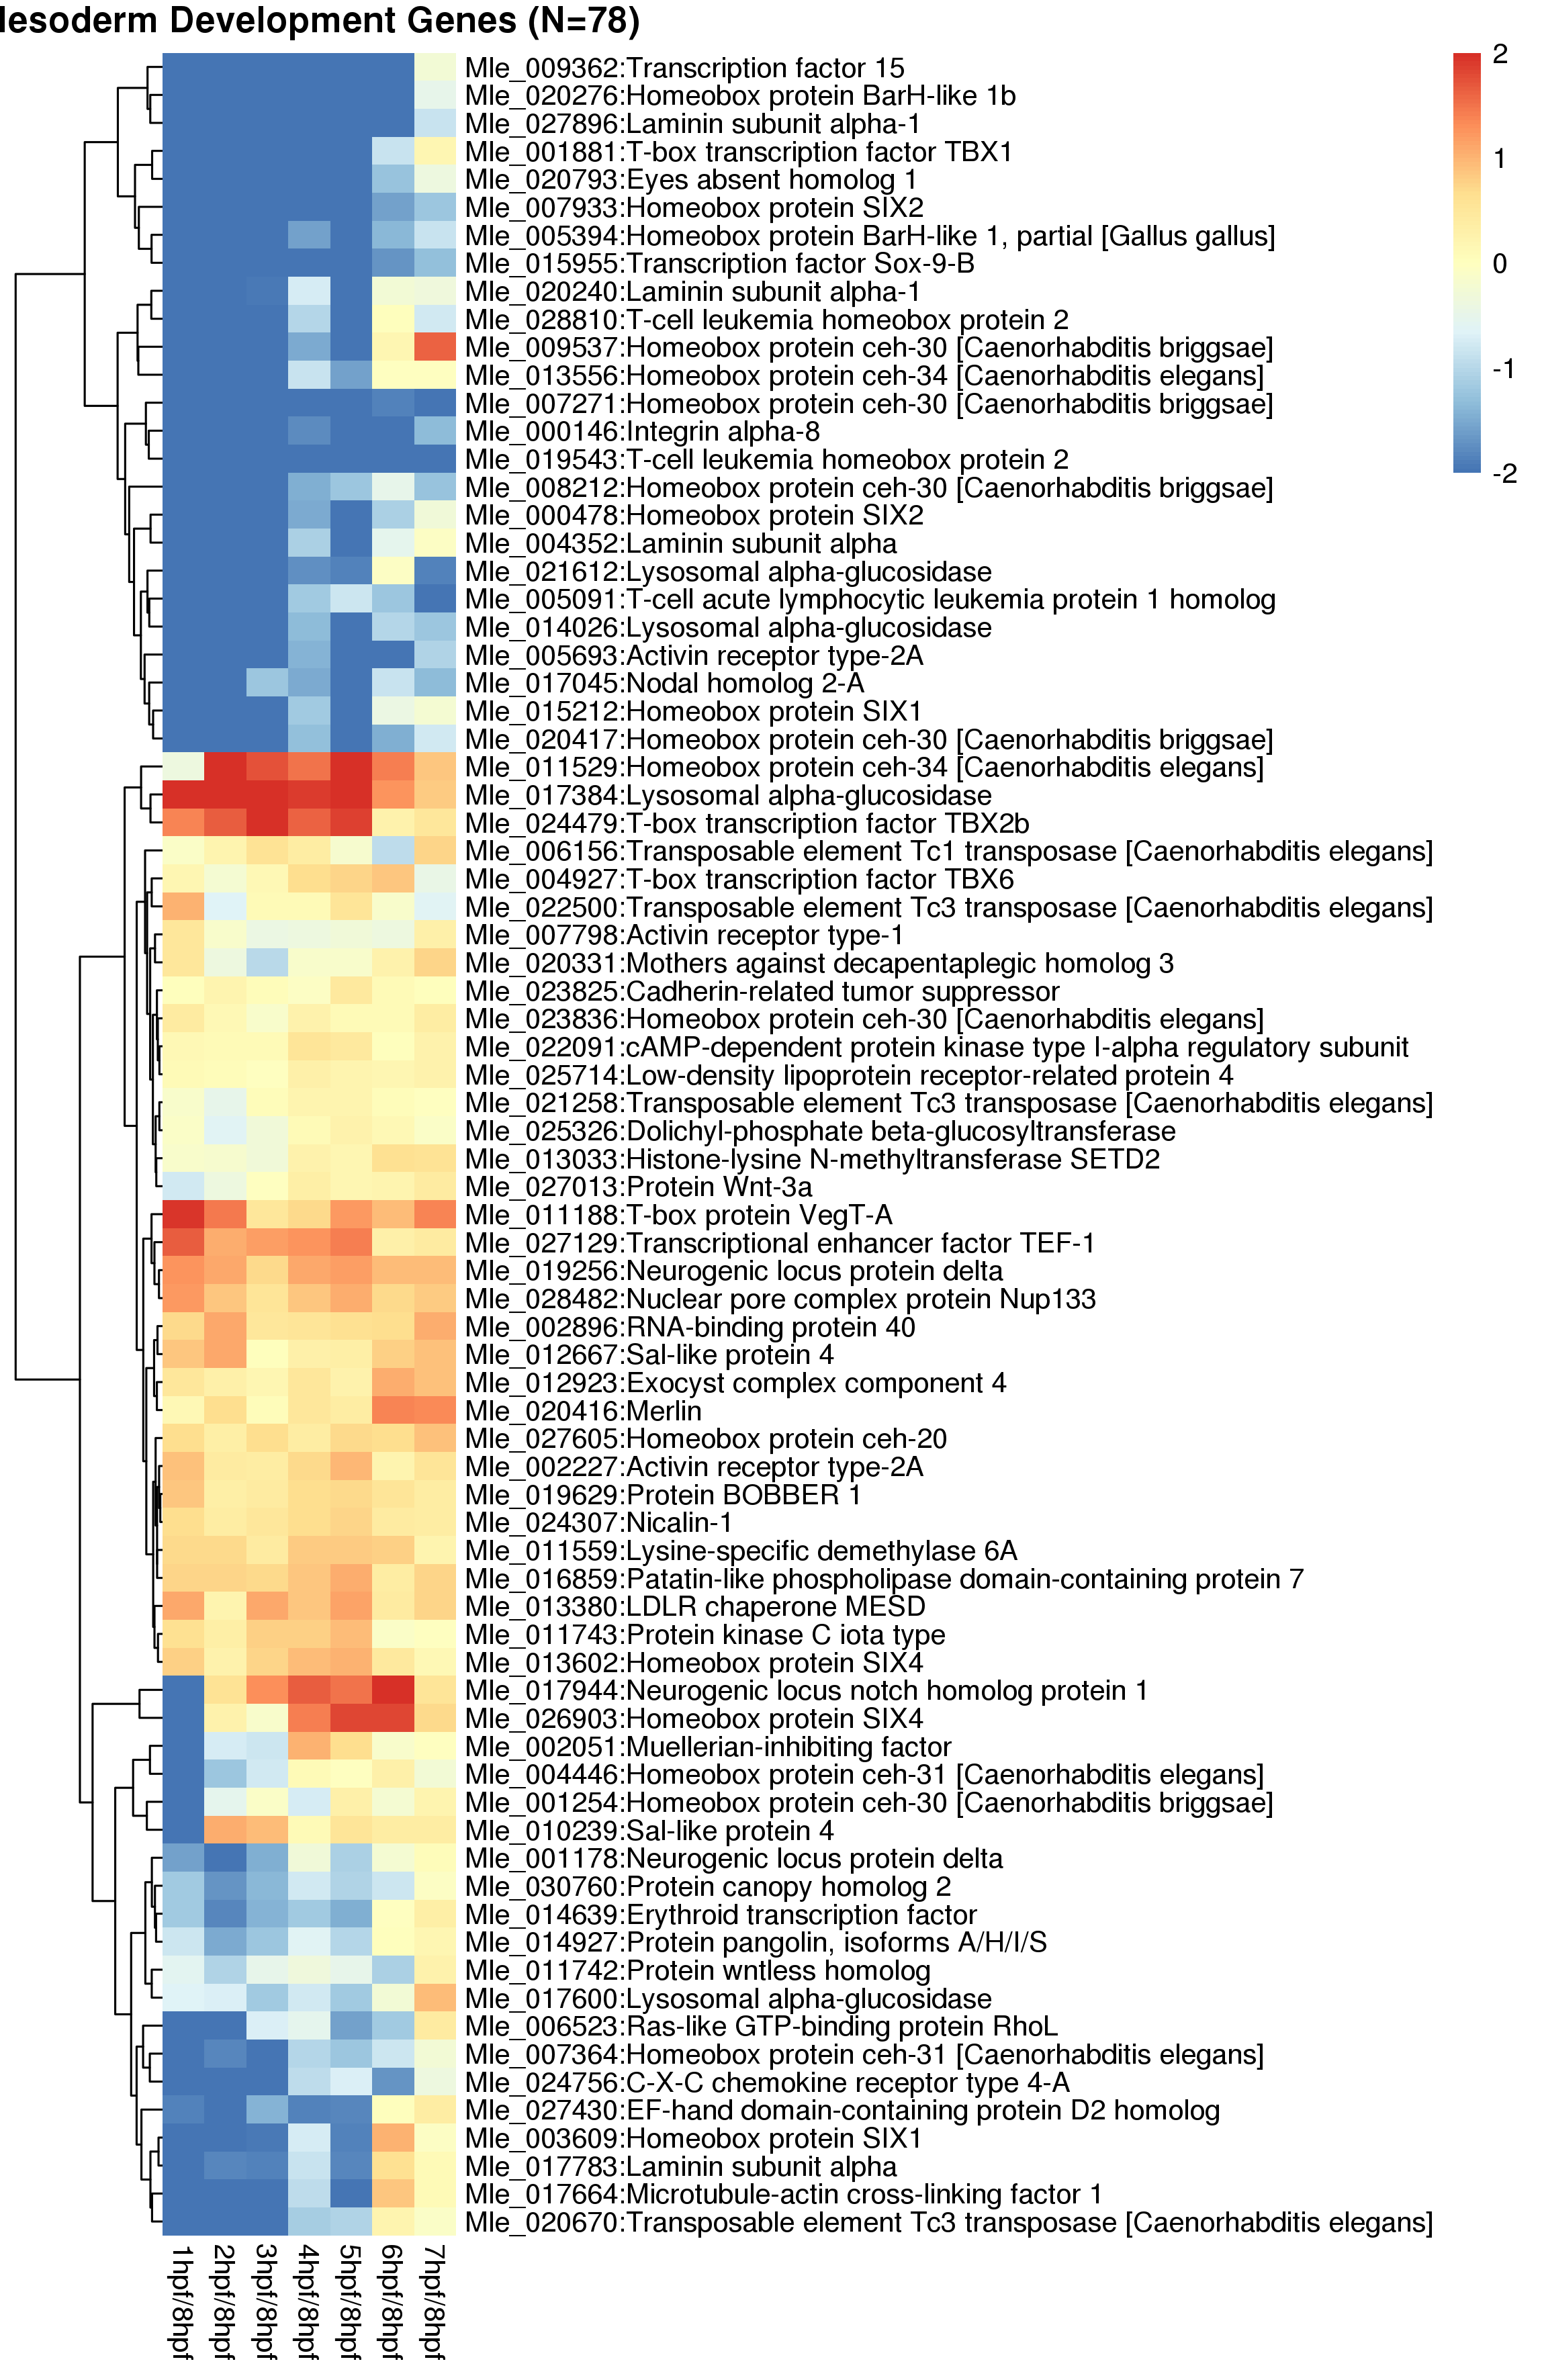 lesoderm Development Genes (N=78)
Mle_009362:Transcription factor 15
Mle_020276:Homeobox protein BarH-like 1b
Mle_027896:Laminin subunit alpha-1
Mle_001881:T-box transcription factor TBX1
Mle_020793:Eyes absent homolog 1
Mle_007933:Homeobox protein SIX2
Mle_005394:Homeobox protein BarH-like 1, partial [Gallus gallus]
Mle_015955:Transcription factor Sox-9-B
Mle_020240:Laminin subunit alpha-1
Mle_028810:T-cell leukemia homeobox protein 2
Mle_009537:Homeobox protein ceh-30 [Caenorhabditis briggsae]
Mle_013556:Homeobox protein ceh-34 [Caenorhabditis elegans]
Mle_007271:Homeobox protein ceh-30 [Caenorhabditis briggsae]
Mle_000146:Integrin alpha-8
Mle_019543:T-cell leukemia homeobox protein 2
Mle_008212:Homeobox protein ceh-30 [Caenorhabditis briggsae]
Mle_000478:Homeobox protein SIX2
Mle_004352:Laminin subunit alpha
Mle_021612:Lysosomal alpha-glucosidase
Mle_005091:T-cell acute lymphocytic leukemia protein 1 homolog
Mle_014026:Lysosomal alpha-glucosidase
Mle_005693:Activin receptor type-2A
Mle_017045:Nodal homolog 2-A
Mle_015212:Homeobox protein SIX1
Mle_020417:Homeobox protein ceh-30 [Caenorhabditis briggsae]
Mle_011529:Homeobox protein ceh-34 [Caenorhabditis elegans]
Mle_017384:Lysosomal alpha-glucosidase
Mle_024479:T-box transcription factor TBX2b
Mle_006156:Transposable element Tc1 transposase [Caenorhabditis elegans]
Mle_004927:T-box transcription factor TBX6
Mle_022500:Transposable element Tc3 transposase [Caenorhabditis elegans]
Mle_007798:Activin receptor type-1
Mle_020331:Mothers against decapentaplegic homolog 3
Mle_023825:Cadherin-related tumor suppressor
Mle_023836:Homeobox protein ceh-30 [Caenorhabditis elegans]
Mle_022091:cAMP-dependent protein kinase type I-alpha regulatory subunit
Mle_025714:Low-density lipoprotein receptor-related protein 4
Mle_021258:Transposable element Tc3 transposase [Caenorhabditis elegans]
Mle_025326:Dolichyl-phosphate beta-glucosyltransferase
Mle_013033:Histone-lysine N-methyltransferase SETD2
Mle_027013:Protein Wnt-3a
Mle_011188:T-box protein VegT-A
Mle_027129:Transcriptional enhancer factor TEF-1
Mle_019256:Neurogenic locus protein delta
Mle_028482:Nuclear pore complex protein Nup133
Mle_002896:RNA-binding protein 40
Mle_012667:Sal-like protein 4
Mle_012923:Exocyst complex component 4
Mle_020416:Merlin
Mle_027605:Homeobox protein ceh-20
Mle_002227:Activin receptor type-2A
Mle_019629:Protein BOBBER 1
Mle_024307:Nicalin-1
Mle_011559:Lysine-specific demethylase 6A
Mle_016859:Patatin-like phospholipase domain-containing protein 7
Mle_013380:LDLR chaperone MESD
Mle_011743:Protein kinase C iota type
Mle_013602:Homeobox protein SIX4
Mle_017944:Neurogenic locus notch homolog protein 1
Mle_026903:Homeobox protein SIX4
Mle_002051:Muellerian-inhibiting factor
Mle_004446:Homeobox protein ceh-31 [Caenorhabditis elegans]
Mle_001254:Homeobox protein ceh-30 [Caenorhabditis briggsae]
Mle_010239:Sal-like protein 4
Mle_001178:Neurogenic locus protein delta
Mle_030760:Protein canopy homolog 2
Mle_014639:Erythroid transcription factor
Mle_014927:Protein pangolin, isoforms A/H/I/S
Mle_011742:Protein wntless homolog
Mle_017600:Lysosomal alpha-glucosidase
Mle_006523:Ras-like GTP-binding protein RhoL
Mle_007364:Homeobox protein ceh-31 [Caenorhabditis elegans]
Mle_024756:C-X-C chemokine receptor type 4-A
Mle_027430:EF-hand domain-containing protein D2 homolog
Mle_003609:Homeobox protein SIX1
Mle_017783:Laminin subunit alpha
Mle_017664:Microtubule-actin cross-linking factor 1
Mle_020670:Transposable element Tc3 transposase [Caenorhabditis elegans]
1hpf/8hpf
2hpf/8hpf
3hpf/8hpf
4hpf/8hpf
5hpf/8hpf
6hpf/8hpf
7hpf/8hpf
2
1
0
-1
-2